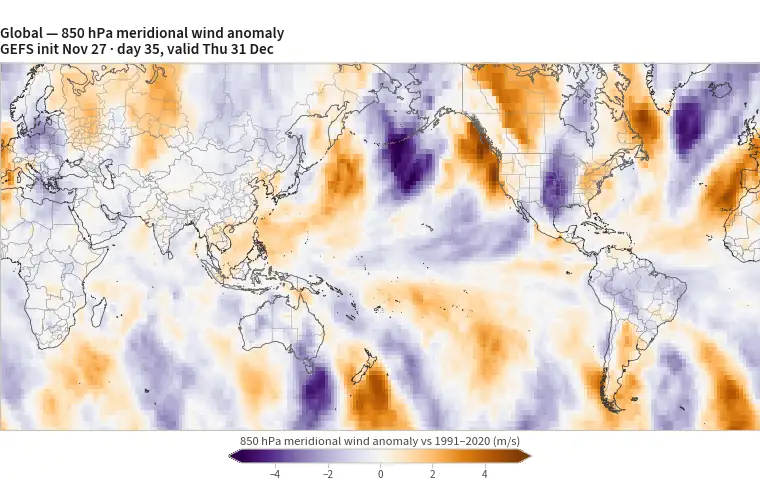 Global — 850 hPa meridional wind anomaly
GEFS init Nov 27 · day 35, valid Thu 31 Dec
850 hPa meridional wind anomaly vs 1991–2020 (m/s)
−4 −2 0 2 4